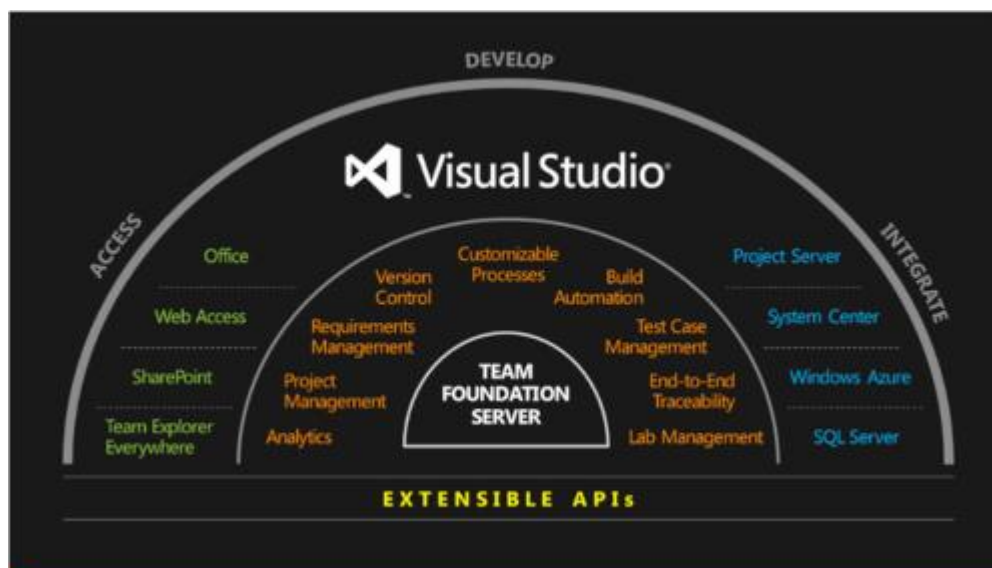 DEVELOP
ACCESS
INTEGRATE
Visual Studio®
™
Office
Web Access
SharePoint
Team Explorer
Everywhere
Customizable
Processes
Version
Control
Build
Automation
Requirements
Management
Test Case
Management
Project
Management
End-to-End
Traceability
Analytics
Lab Management
TEAM
FOUNDATION
SERVER
Project Server
System Center
Windows Azure
SQL Server
EXTENSIBLE APIs